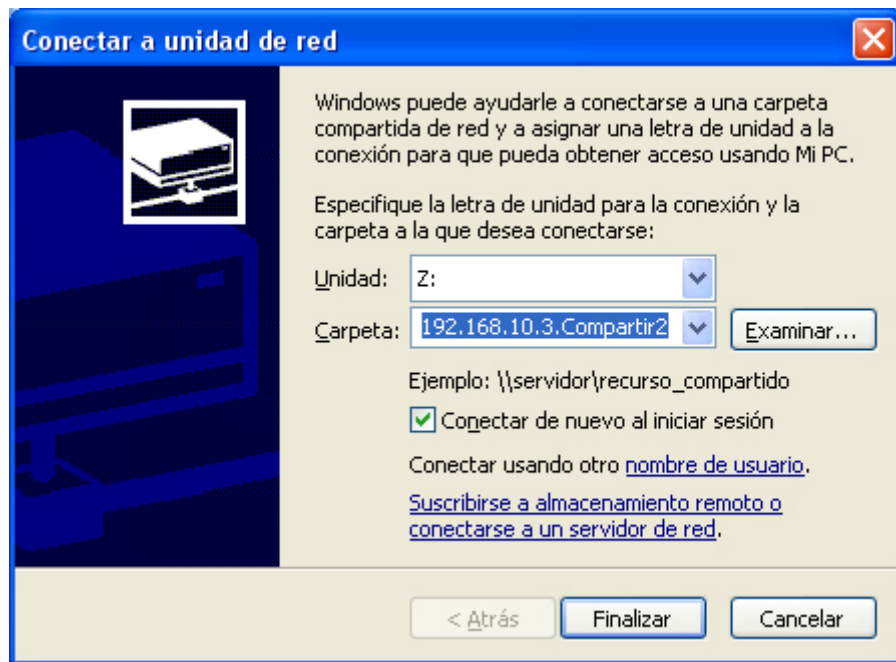 Conectar a unidad de red
Windows puede ayudarle a conectarse a una carpeta
compartida de red y a asignar una letra de unidad a la
conexión para que pueda obtener acceso usando Mi PC.
Especifique la letra de unidad para la conexión y la
carpeta a la que desea conectarse:
Unidad: Z:
Carpeta: 192.168.10.3.Compartir2 Examinar...
Ejemplo: \\servidor\recurso_compartido
Conectar de nuevo al iniciar sesión
Conectar usando otro nombre de usuario.
Suscribirse a almacenamiento remoto o
conectarse a un servidor de red.
< Atrás Finalizar Cancelar